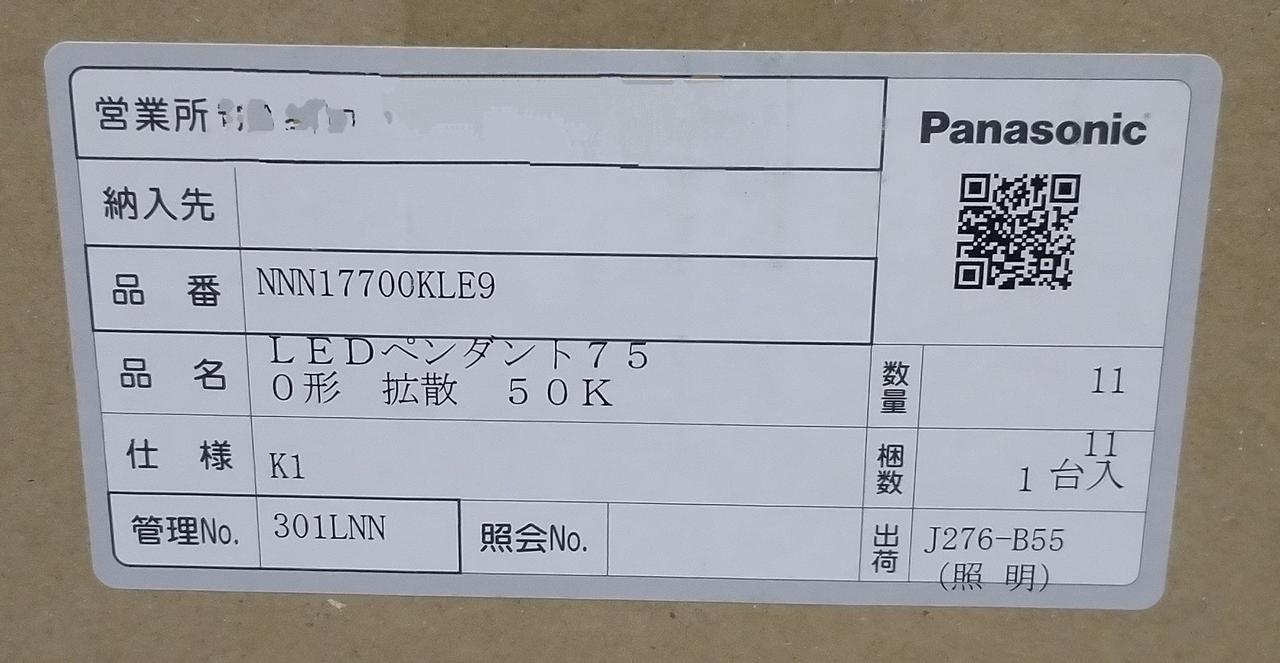 営業所
Panasonic
納入先
品番 NNN17700KLE9
品名 LEDペンダント75
0形 拡散 50K
数量 11
仕様 K1
梱数 11
1台入
管理No. 301LNN 照会No.
出荷 J276-B55
(照明)